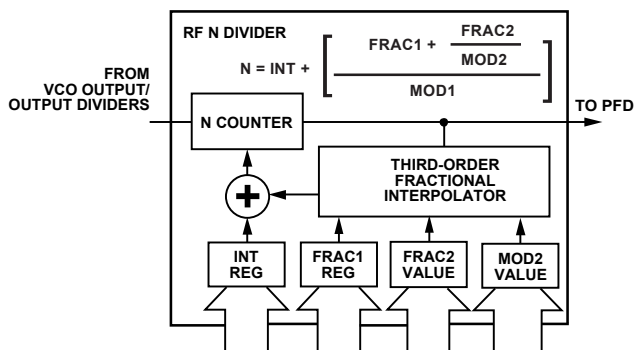 RF N DIVIDER
N = INT +
FRAC1 +
FRAC2
MOD2
MOD1
FROM
VCO OUTPUT/
OUTPUT DIVIDERS
N COUNTER
TO PFD
THIRD-ORDER
FRACTIONAL
INTERPOLATOR
+
INT
REG
FRAC1
REG
FRAC2
VALUE
MOD2
VALUE